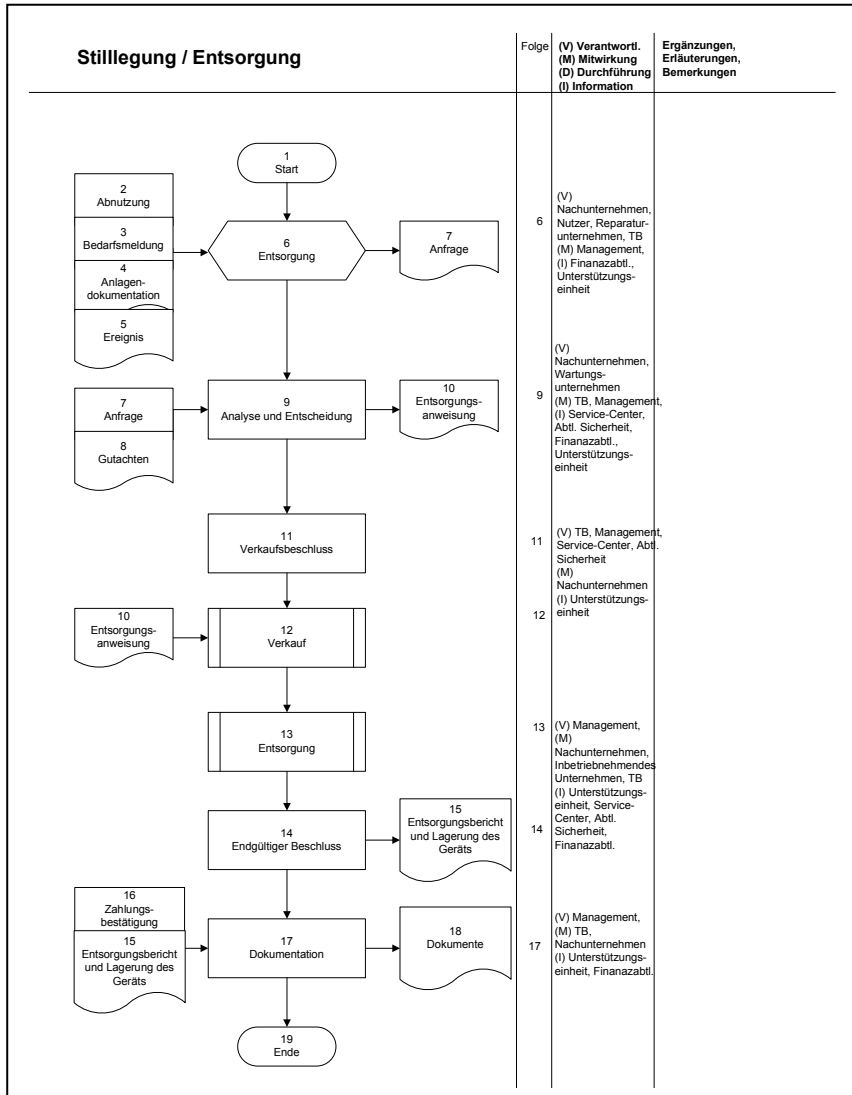 Stilllegung / Entsorgung
Folge
(V) Verantwortl.
(M) Mitwirkung
(D) Durchführung
(I) Information
Ergänzungen,
Erläuterungen,
Bemerkungen
1
Start
2
Abnutzung
3
Bedarfsmeldung
4
Anlagen-
dokumentation
5
Ereignis
6
Entsorgung
7
Anfrage
6
(V)
Nachunternehmen,
Nutzer, Reparatur-
unternehmen, TB
(M) Management,
(I) Finanazabtl.,
Unterstützungs-
einheit
7
Anfrage
8
Gutachten
9
Analyse und Entscheidung
10
Entsorgungs-
anweisung
9
(V)
Nachunternehmen,
Wartungs-
unternehmen
(M) TB, Management,
(I) Service-Center,
Abtl. Sicherheit,
Finanazabtl.,
Unterstützungs-
einheit
11
Verkaufsbeschluss
11
(V) TB, Management,
Service-Center, Abtl.
Sicherheit
(M)
Nachunternehmen
(I) Unterstützungs-
einheit
10
Entsorgungs-
anweisung
12
Verkauf
12
13
Entsorgung
13
(V) Management,
(M)
Nachunternehmen,
Inbetriebnehmendes
Unternehmen, TB
(I) Unterstützungs-
einheit, Service-
Center, Abtl.
Sicherheit,
Finanazabtl.
14
Endgültiger Beschluss
15
Entsorgungsbericht
und Lagerung des
Geräts
14
16
Zahlungs-
bestätigung
15
Entsorgungsbericht
und Lagerung des
Geräts
17
Dokumentation
18
Dokumente
17
(V) Management,
(M) TB,
Nachunternehmen
(I) Unterstützungs-
einheit, Finanazabtl.
19
Ende